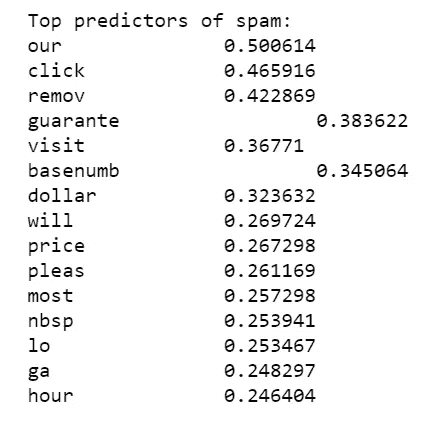 Top predictors of spam:
our 0.500614
click 0.465916
remov 0.422869
guarante 0.383622
visit 0.36771
basenumb 0.345064
dollar 0.323632
will 0.269724
price 0.267298
pleas 0.261169
most 0.257298
nbsp 0.253941
lo 0.253467
ga 0.248297
hour 0.246404